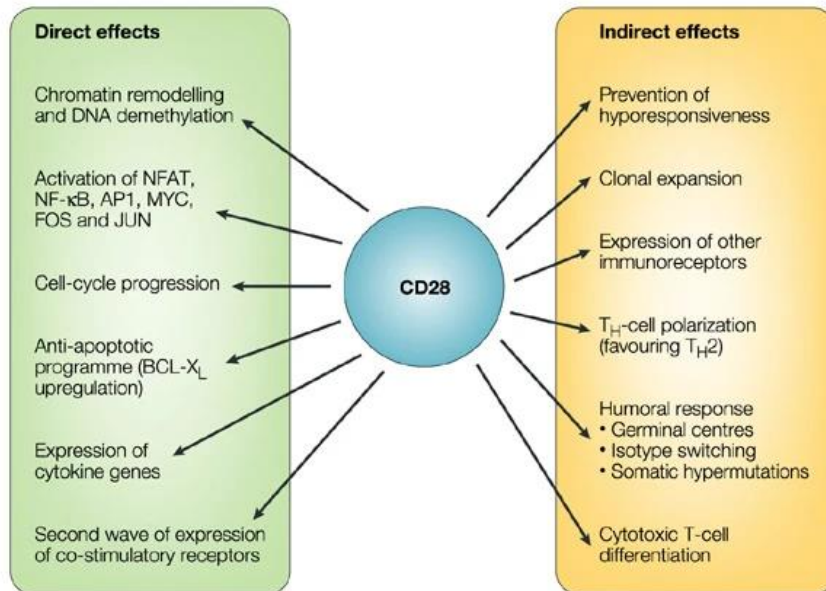 Direct effects
Chromatin remodelling
and DNA demethylation
Activation of NFAT,
NF-κB, AP1, MYC,
FOS and JUN
Cell-cycle progression
Anti-apoptotic
programme (BCL-X_L
upregulation)
Expression of
cytokine genes
Second wave of expression
of co-stimulatory receptors
CD28
Indirect effects
Prevention of
hyporesponsiveness
Clonal expansion
Expression of other
immunoreceptors
T_H-cell polarization
(favouring T_H2)
Humoral response
• Germinal centres
• Isotype switching
• Somatic hypermutations
Cytotoxic T-cell
differentiation